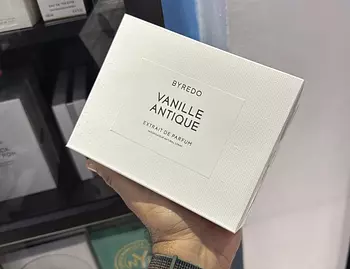 BYREDO
VANILLE
ANTIQUE
EXTRAIT DE PARFUM